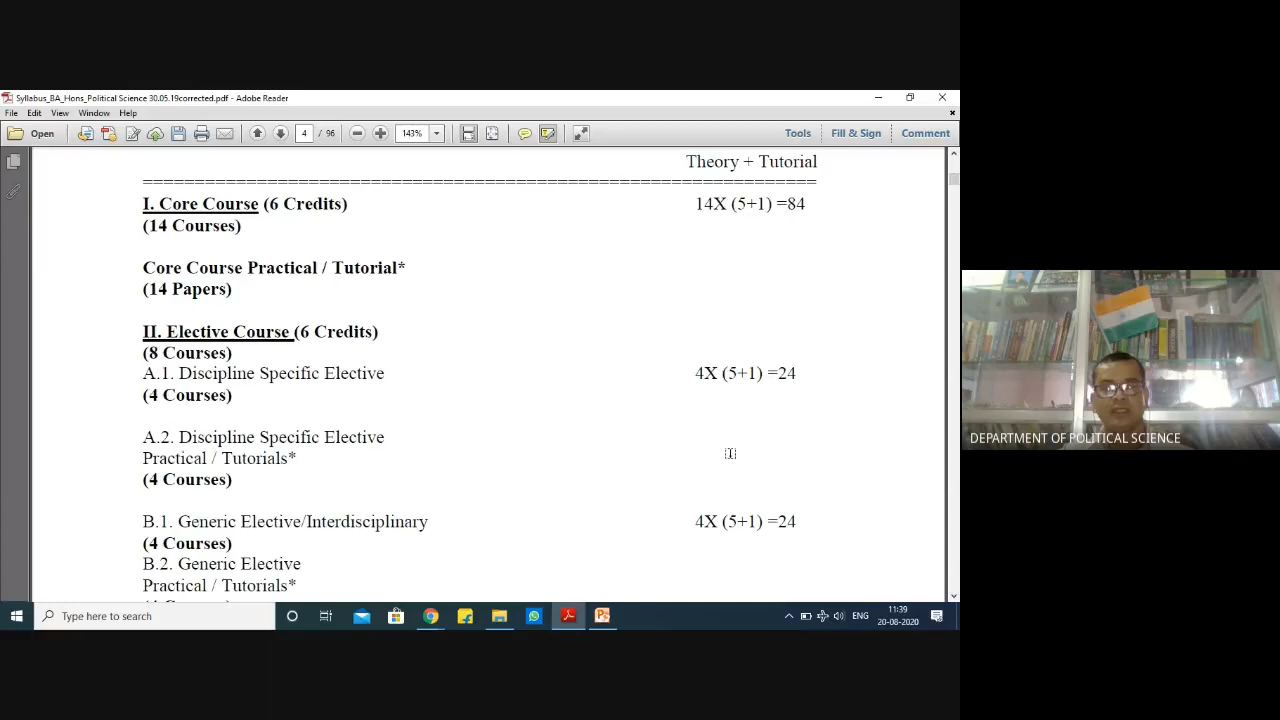 Syllabus_BA_Hons_Political Science 30.05.19corrected.pdf - Adobe Reader
File Edit View Window Help
Open 4 / 96 143% Tools Fill & Sign Comment
Theory + Tutorial
==================================================================
I. Core Course (6 Credits) 14X (5+1) =84
(14 Courses)
Core Course Practical / Tutorial*
(14 Papers)
II. Elective Course (6 Credits)
(8 Courses)
A.1. Discipline Specific Elective 4X (5+1) =24
(4 Courses)
A.2. Discipline Specific Elective
Practical / Tutorials*
(4 Courses)
B.1. Generic Elective/Interdisciplinary 4X (5+1) =24
(4 Courses)
B.2. Generic Elective
Practical / Tutorials*
DEPARTMENT OF POLITICAL SCIENCE
Type here to search ENG 11:39
20-08-2020